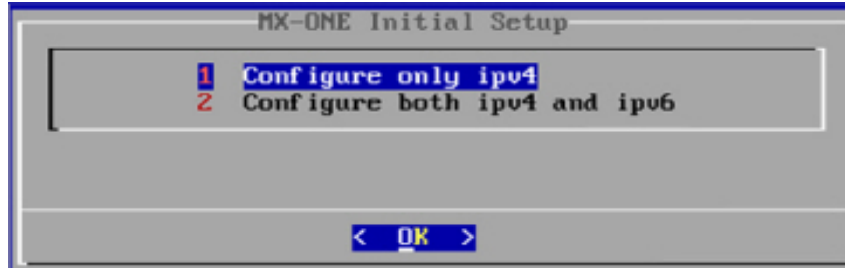 MX-ONE Initial Setup
1 Configure only ipv4
2 Configure both ipv4 and ipv6
< OK >